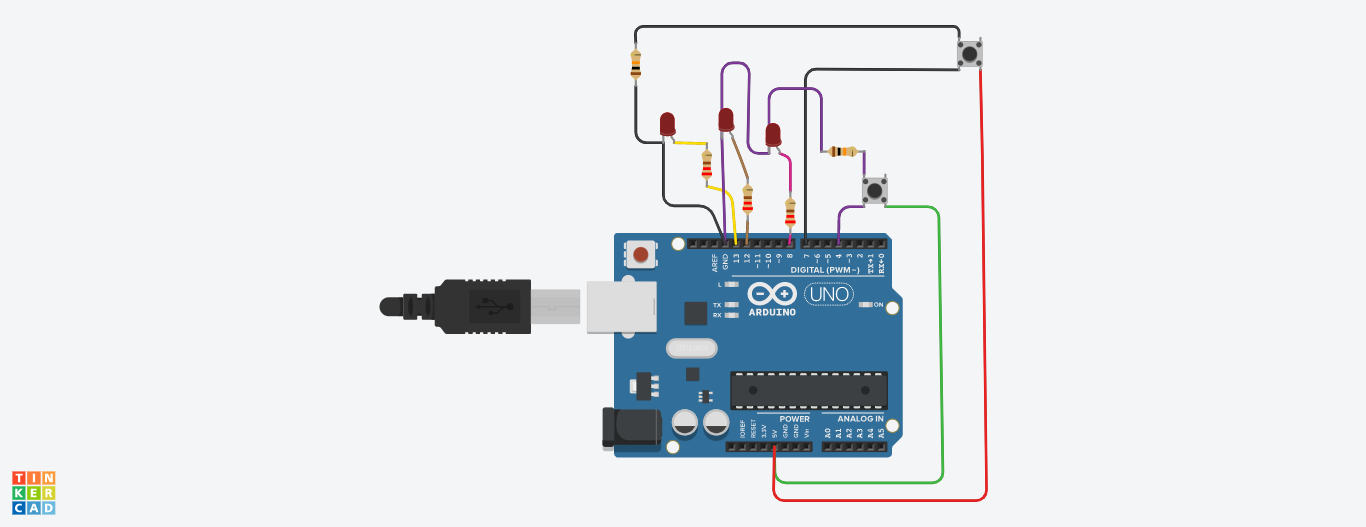 AREF
GND
13
12
~11
~10
~9
8
7
~6
~5
4
~3
2
TX→1
RX←0
DIGITAL (PWM~)
L
TX
RX
ARDUINO
UNO
ON
POWER
ANALOG IN
IOREF
RESET
3.3V
5V
GND
GND
Vin
A0
A1
A2
A3
A4
A5
TIN
KER
CAD